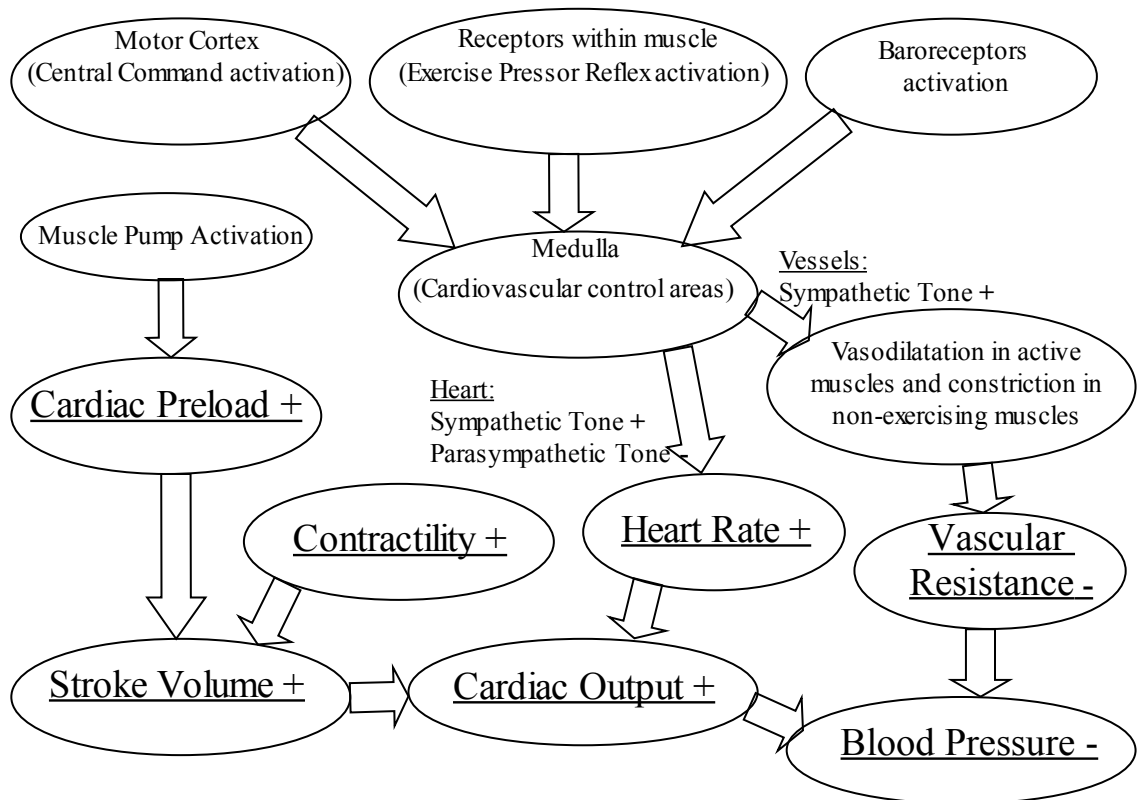 Motor Cortex
(Central Command activation)
Receptors within muscle
(Exercise Pressor Reflex activation)
Baroreceptors
activation
Muscle Pump Activation
Medulla
(Cardiovascular control areas)
Vessels:
Sympathetic Tone +
Vasodilatation in active
muscles and constriction in
non-exercising muscles
Cardiac Preload +
Heart:
Sympathetic Tone +
Parasympathetic Tone -
Contractility +
Heart Rate +
Vascular
Resistance -
Stroke Volume +
Cardiac Output +
Blood Pressure -